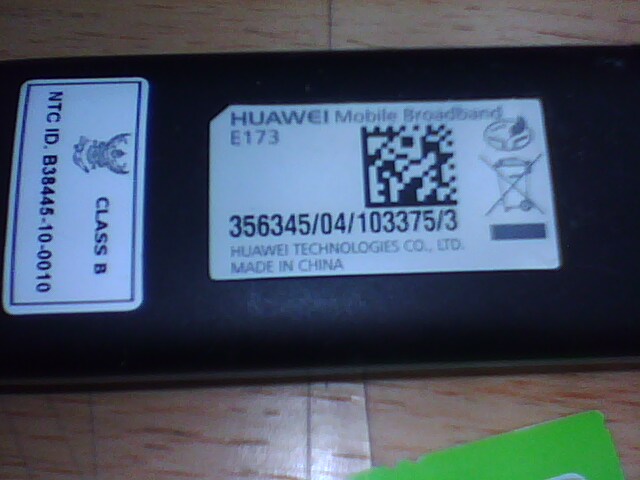 NTC ID. B38445-10-0010
CLASS B
HUAWEI Mobile Broadband
E173
356345/04/103375/3
HUAWEI TECHNOLOGIES CO., LTD.
MADE IN CHINA